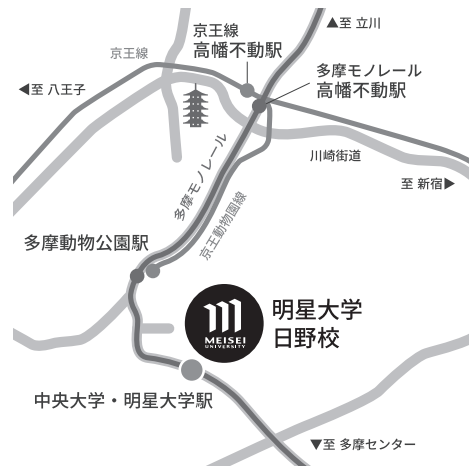 ▲至 立川
京王線
高幡不動駅
京王線
多摩モノレール
高幡不動駅
◀至 八王子
川崎街道
至 新宿▶
多摩モノレール
京王動物園線
多摩動物公園駅
MEISEI
UNIVERSITY
明星大学
日野校
中央大学・明星大学駅
▼至 多摩センター